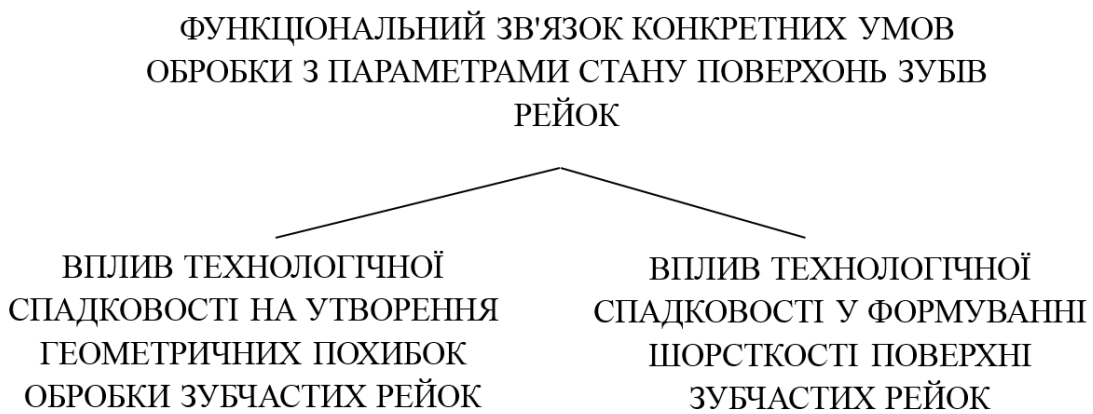 ФУНКЦІОНАЛЬНИЙ ЗВ'ЯЗОК КОНКРЕТНИХ УМОВ
ОБРОБКИ З ПАРАМЕТРАМИ СТАНУ ПОВЕРХОНЬ ЗУБІВ
РЕЙОК
ВПЛИВ ТЕХНОЛОГІЧНОЇ
СПАДКОВОСТІ НА УТВОРЕННЯ
ГЕОМЕТРИЧНИХ ПОХИБОК
ОБРОБКИ ЗУБЧАСТИХ РЕЙОК
ВПЛИВ ТЕХНОЛОГІЧНОЇ
СПАДКОВОСТІ У ФОРМУВАННІ
ШОРСТКОСТІ ПОВЕРХНІ
ЗУБЧАСТИХ РЕЙОК